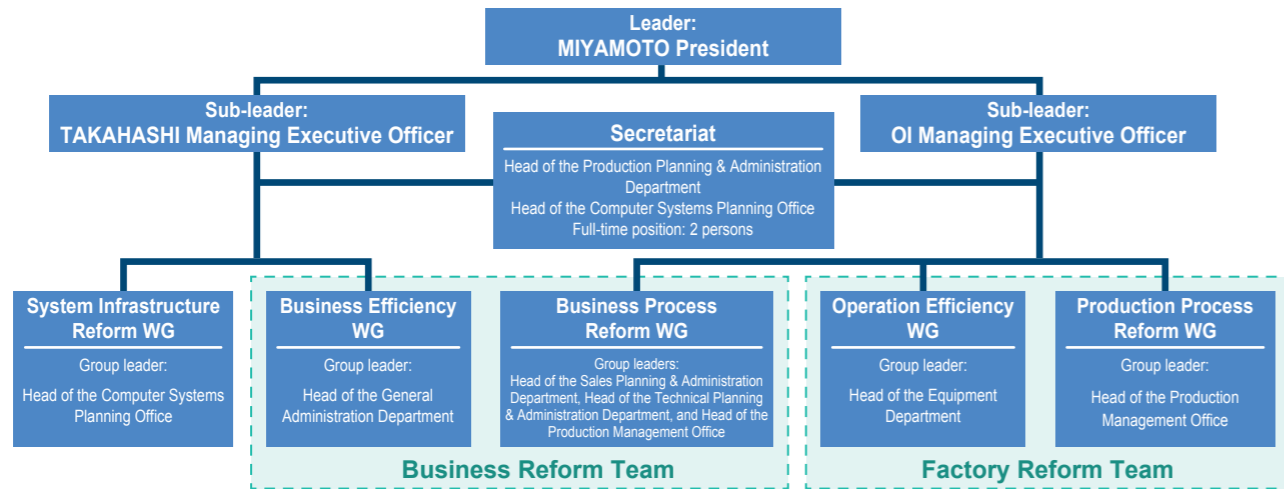 Leader:
MIYAMOTO President
Sub-leader:
TAKAHASHI Managing Executive Officer
Sub-leader:
OI Managing Executive Officer
Secretariat
Head of the Production Planning & Administration
Department
Head of the Computer Systems Planning Office
Full-time position: 2 persons
System Infrastructure
Reform WG
Group leader:
Head of the Computer Systems
Planning Office
Business Efficiency
WG
Group leader:
Head of the General
Administration Department
Business Process
Reform WG
Group leaders:
Head of the Sales Planning & Administration
Department, Head of the Technical Planning
& Administration Department, and Head of the
Production Management Office
Operation Efficiency
WG
Group leader:
Head of the Equipment
Department
Production Process
Reform WG
Group leader:
Head of the Production
Management Office
Business Reform Team
Factory Reform Team